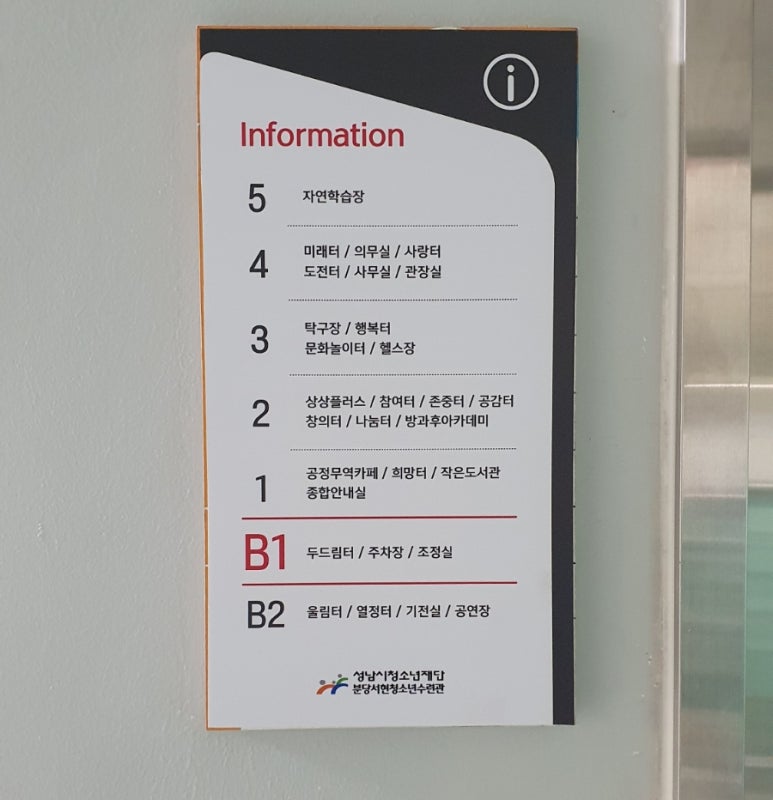 i
Information
5 자연학습장
4 미래터 / 의무실 / 사랑터
도전터 / 사무실 / 관장실
3 탁구장 / 행복터
문화놀이터 / 헬스장
2 상상플러스 / 참여터 / 존중터 / 공감터
창의터 / 나눔터 / 방과후아카데미
1 공정무역카페 / 희망터 / 작은도서관
종합안내실
B1 두드림터 / 주차장 / 조정실
B2 울림터 / 열정터 / 기전실 / 공연장
성남시청소년재단
분당서현청소년수련관